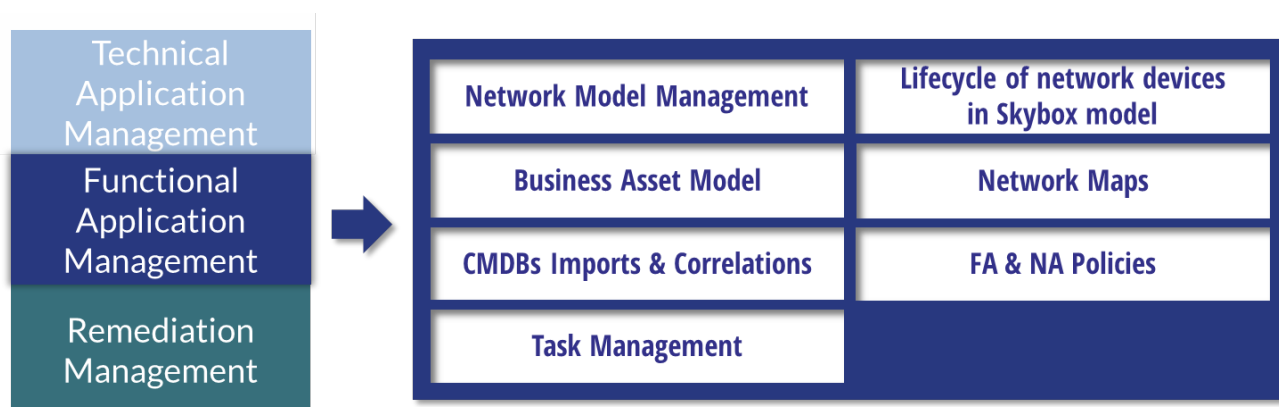 Technical
Application
Management
Functional
Application
Management
Remediation
Management
Network Model Management
Lifecycle of network devices
in Skybox model
Business Asset Model
Network Maps
CMDBs Imports & Correlations
FA & NA Policies
Task Management